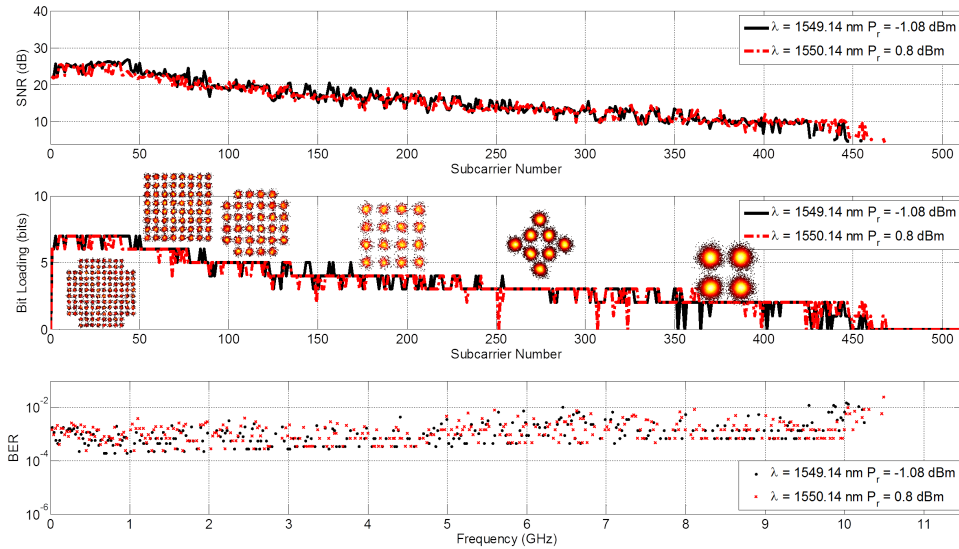 40
30
20
10
SNR (dB)
0 50 100 150 200 250 300 350 400 450 500
Subcarrier Number
λ = 1549.14 nm P_r = -1.08 dBm
λ = 1550.14 nm P_r = 0.8 dBm
10
5
0
Bit Loading (bits)
0 50 100 150 200 250 300 350 400 450 500
Subcarrier Number
λ = 1549.14 nm P_r = -1.08 dBm
λ = 1550.14 nm P_r = 0.8 dBm
10^-2
10^-4
10^-6
BER
0 1 2 3 4 5 6 7 8 9 10 11
Frequency (GHz)
λ = 1549.14 nm P_r = -1.08 dBm
λ = 1550.14 nm P_r = 0.8 dBm